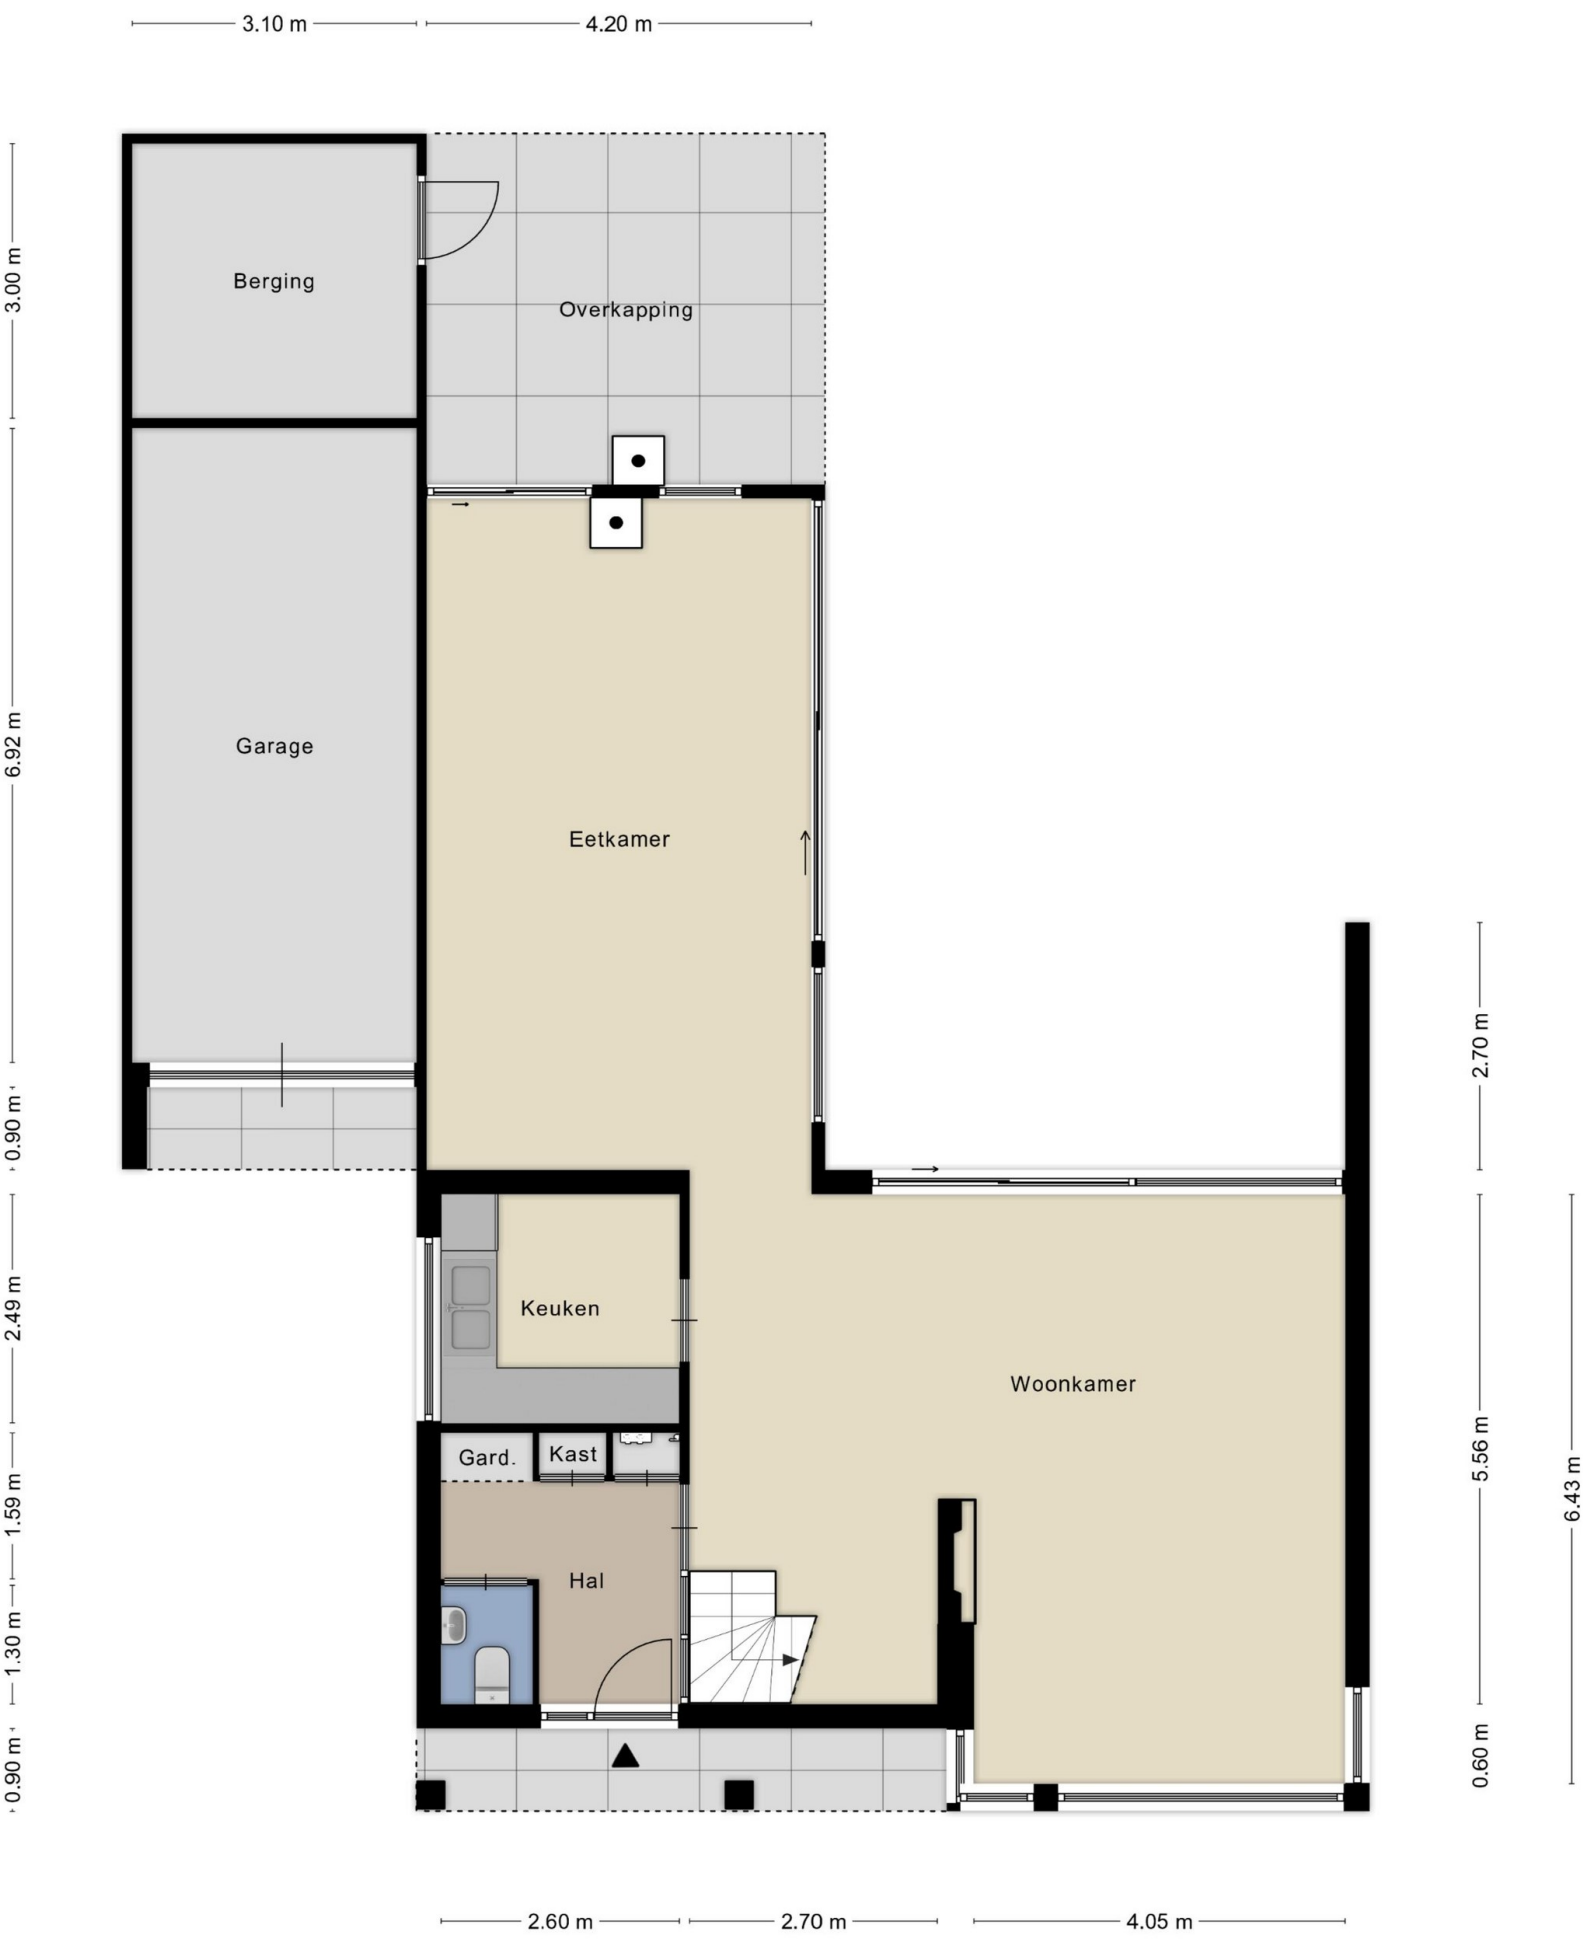 3.10 m
4.20 m
3.00 m
Berging
Overkapping
6.92 m
Garage
Eetkamer
2.70 m
0.90 m
2.49 m
Keuken
Woonkamer
5.56 m
6.43 m
Gard.
Kast
1.59 m
Hal
1.30 m
0.90 m
0.60 m
2.60 m
2.70 m
4.05 m